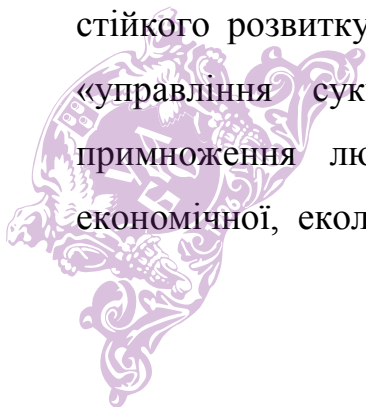 стійкого розвитку
«управління сук
примноження лю
економічної, екол